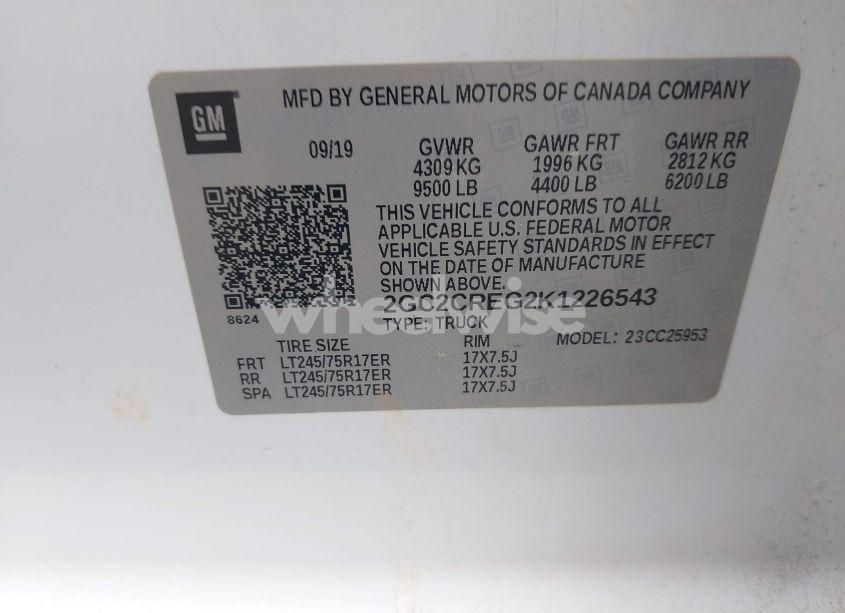 GM
MFD BY GENERAL MOTORS OF CANADA COMPANY
09/19 GVWR GAWR FRT GAWR RR
4309 KG 1996 KG 2812 KG
9500 LB 4400 LB 6200 LB
THIS VEHICLE CONFORMS TO ALL
APPLICABLE U.S. FEDERAL MOTOR
VEHICLE SAFETY STANDARDS IN EFFECT
ON THE DATE OF MANUFACTURE
SHOWN ABOVE.
2GC2CREG2K1226543
8624 TYPE: TRUCK MODEL: 23CC25953
TIRE SIZE RIM
FRT LT245/75R17ER 17X7.5J
RR LT245/75R17ER 17X7.5J
SPA LT245/75R17ER 17X7.5J
wheelwise